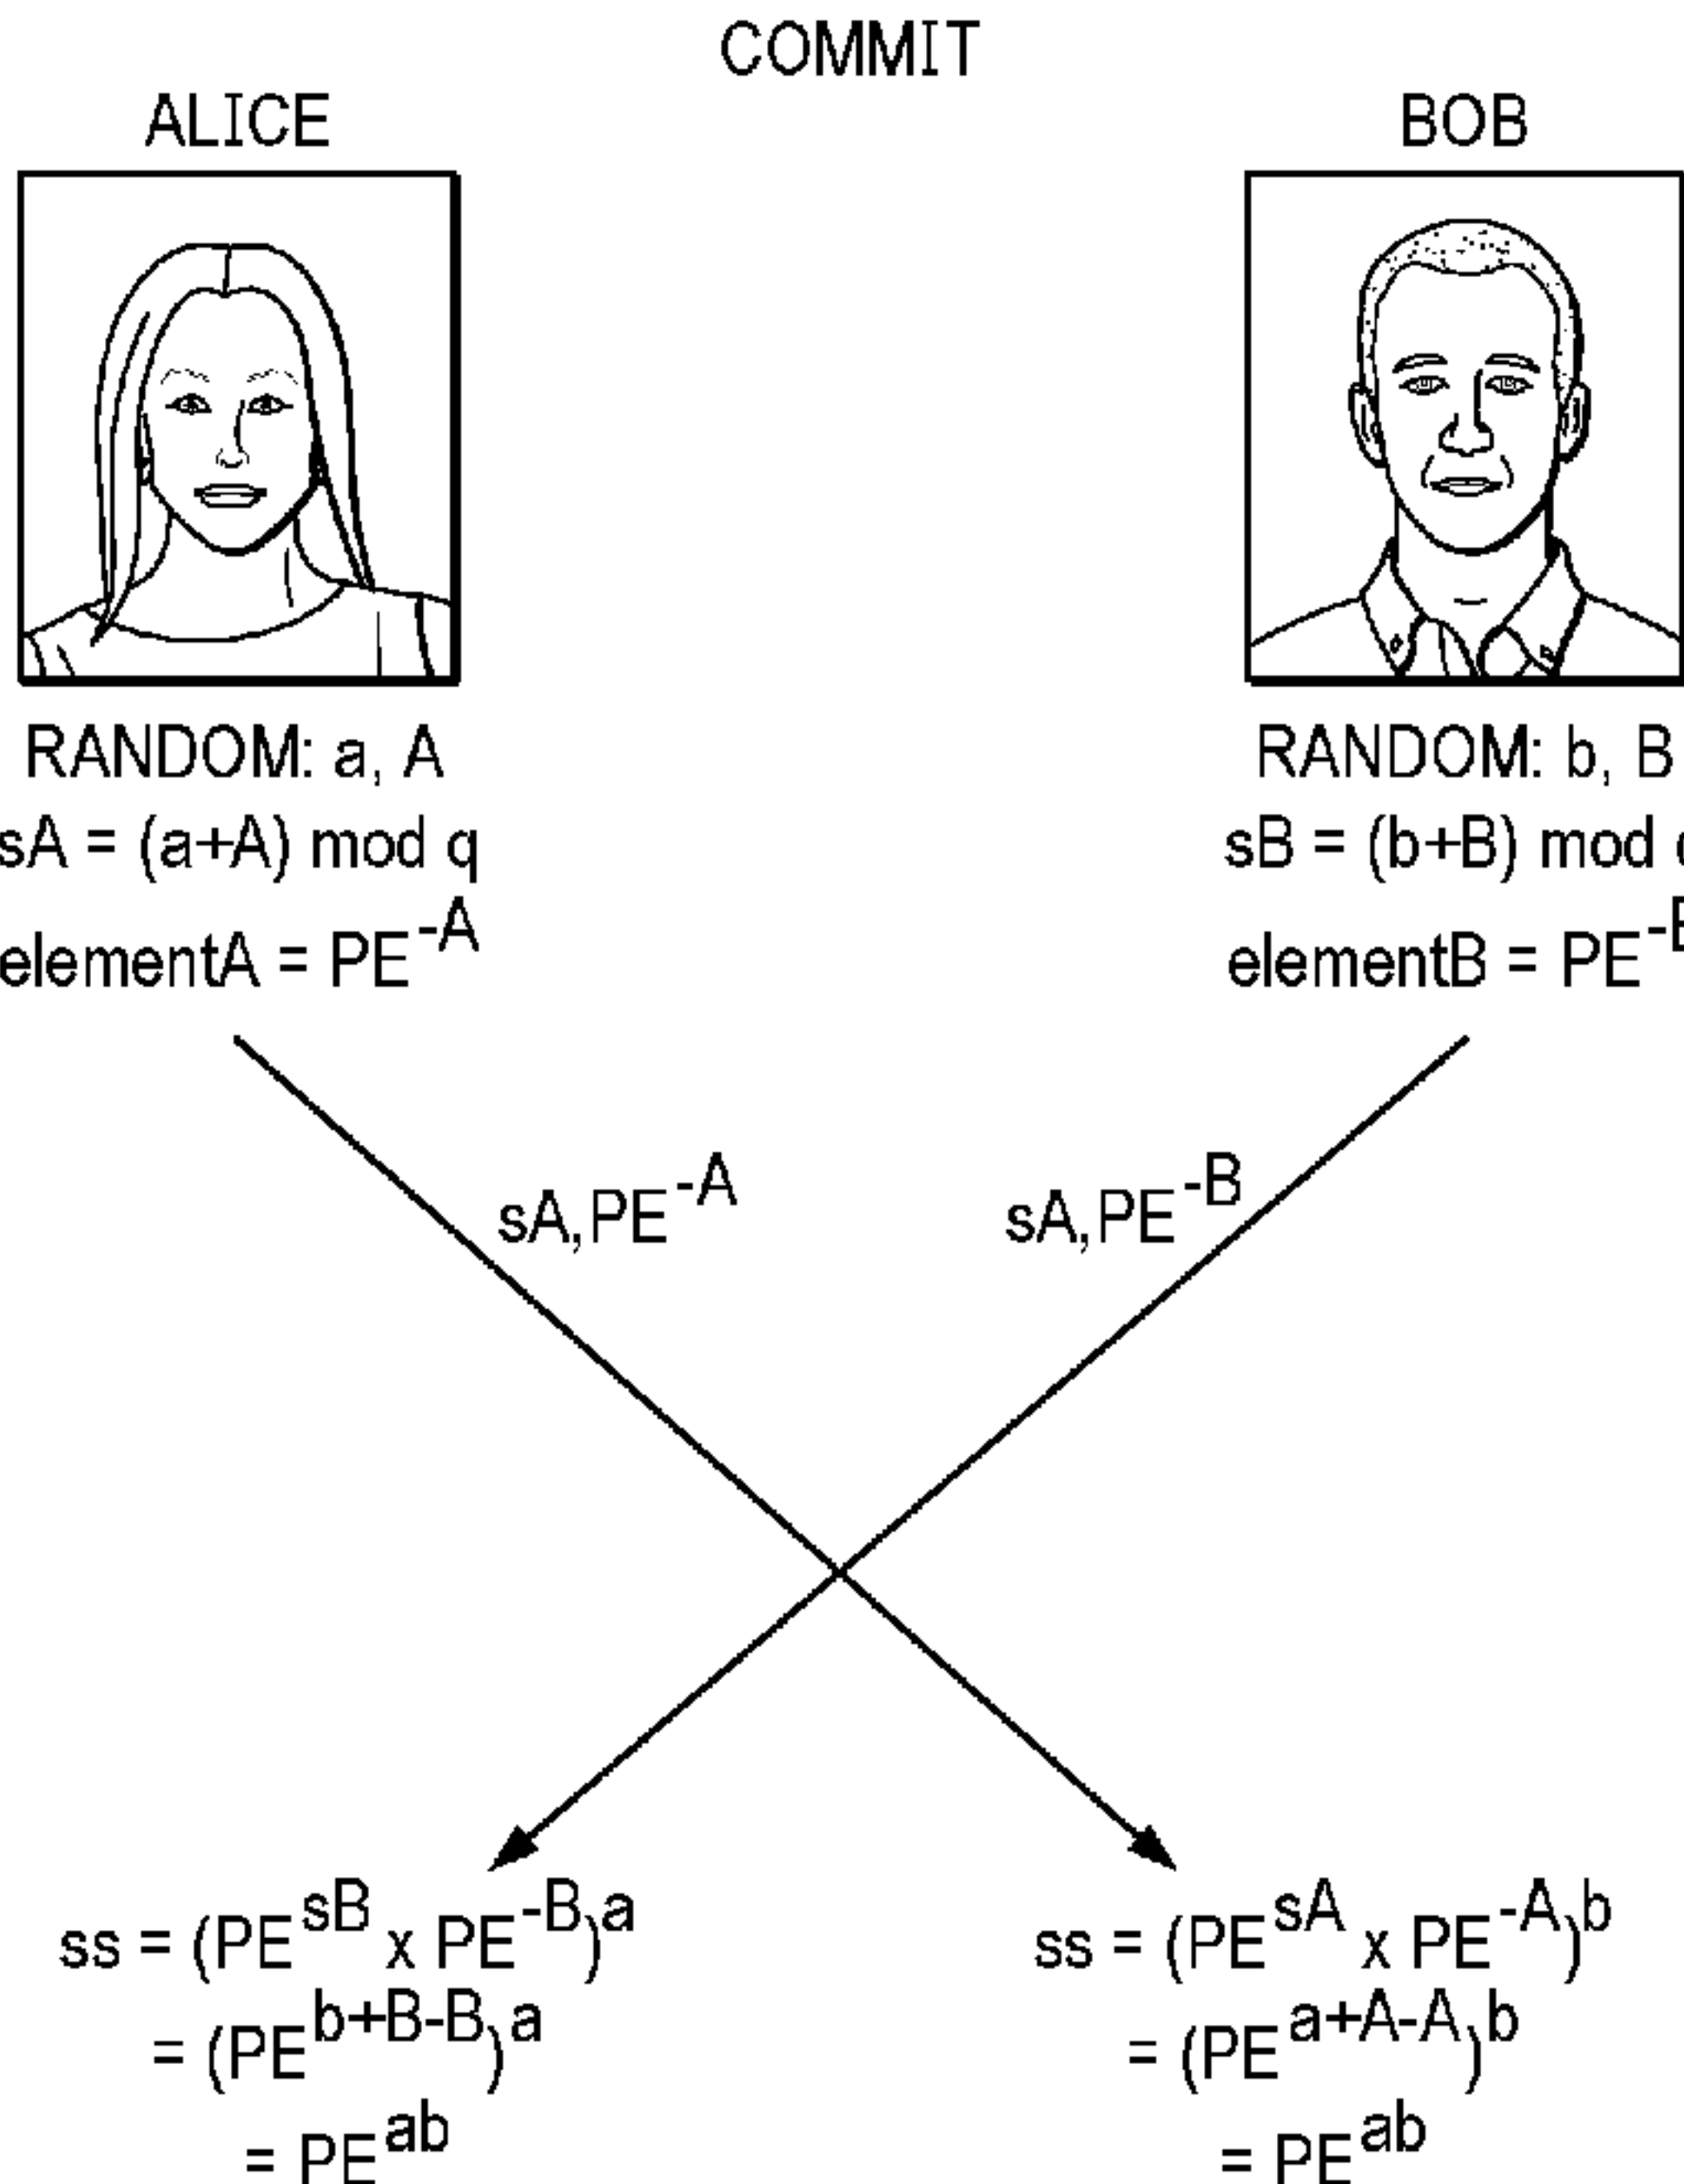 COMMIT
ALICE
BOB
RANDOM: a, A
sA = (a+A) mod q
elementA = PE^-A
RANDOM: b, B
sB = (b+B) mod
elementB = PE^-B
sA,PE^-A
sA,PE^-B
ss = (PE^sB x PE^-B)^a
= (PE^b+B-B)^a
= PE^ab
ss = (PE^sA x PE^-A)^b
= (PE^a+A-A)^b
= PE^ab